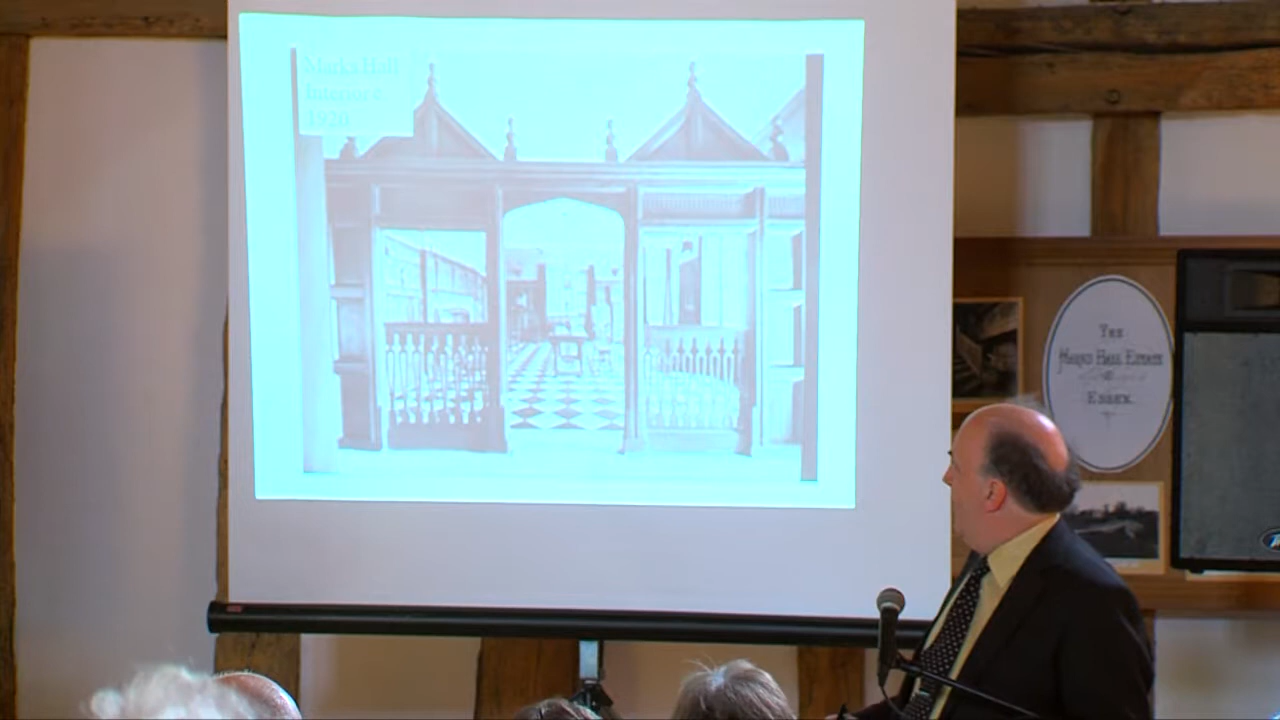 Marks Hall
Interior c
1920
The
Marks Hall Estate
Essex